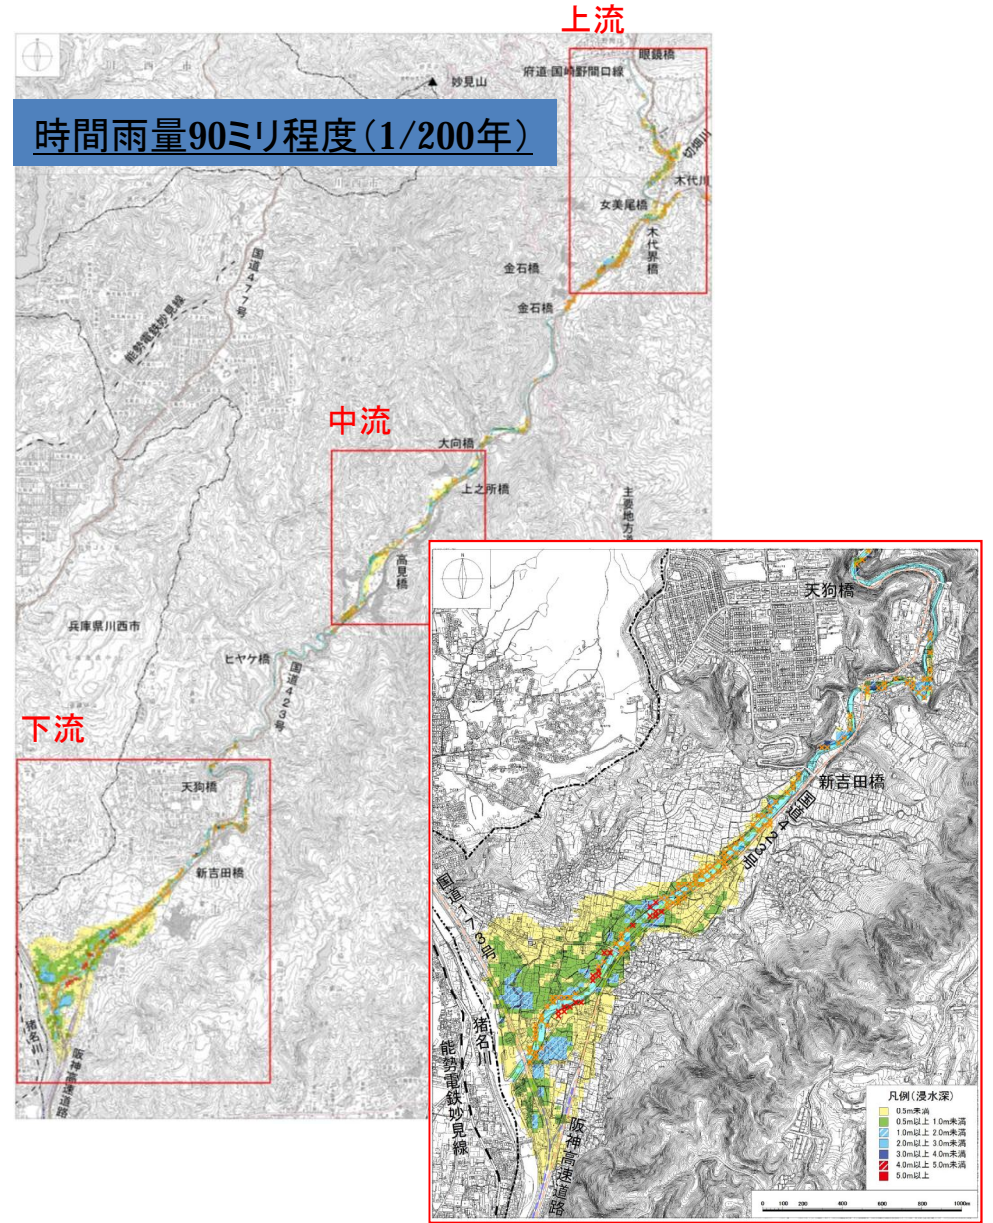 上流
眼鏡橋
府道 国崎野間口線
妙見山
時間雨量90ミリ程度(1/200年)
切畑川
木代川
女美尾橋
木代界橋
金石橋
金石橋
国道477号
能勢電鉄妙見線
中流
大向橋
上之所橋
主要地方道
高見橋
兵庫県川西市
ヒヤケ橋
国道423号
下流
天狗橋
新吉田橋
猪名川
阪神高速道路
天狗橋
新吉田橋
国道423号
国道173号
猪名川
能勢電鉄妙見線
阪神高速道路
凡例(浸水深)
0.5m未満
0.5m以上 1.0m未満
1.0m以上 2.0m未満
2.0m以上 3.0m未満
3.0m以上 4.0m未満
4.0m以上 5.0m未満
5.0m以上
0 100 200 400 600 800 1000m